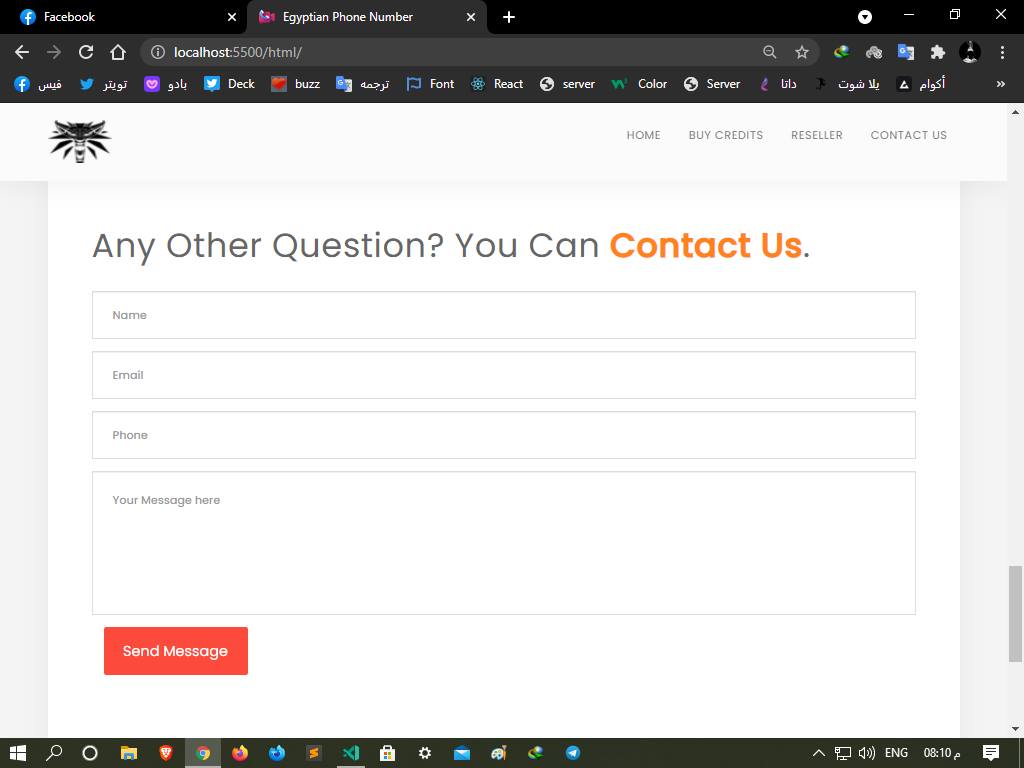 Facebook
Egyptian Phone Number
localhost:5500/html/
فيس
تويتر
بادو
Deck
buzz
ترجمه
Font
React
server
Color
Server
داتا
يلا شوت
أكوام
HOME
BUY CREDITS
RESELLER
CONTACT US
Any Other Question? You Can Contact Us.
Name
Email
Phone
Your Message here
Send Message
ENG
08:10 م